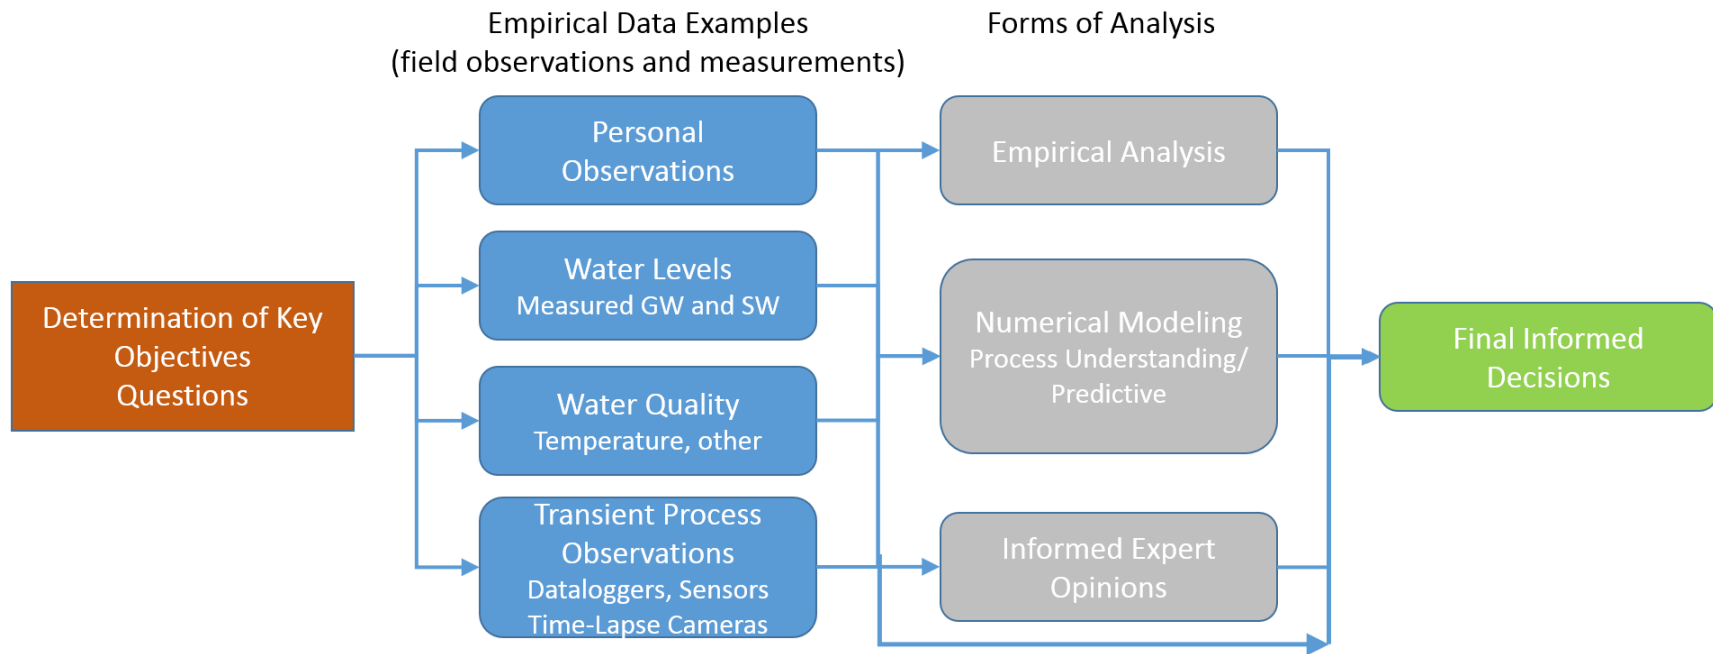 Empirical Data Examples
(field observations and measurements)
Forms of Analysis
Determination of Key
Objectives
Questions
Personal
Observations
Water Levels
Measured GW and SW
Water Quality
Temperature, other
Transient Process
Observations
Dataloggers, Sensors
Time-Lapse Cameras
Empirical Analysis
Numerical Modeling
Process Understanding/
Predictive
Informed Expert
Opinions
Final Informed
Decisions